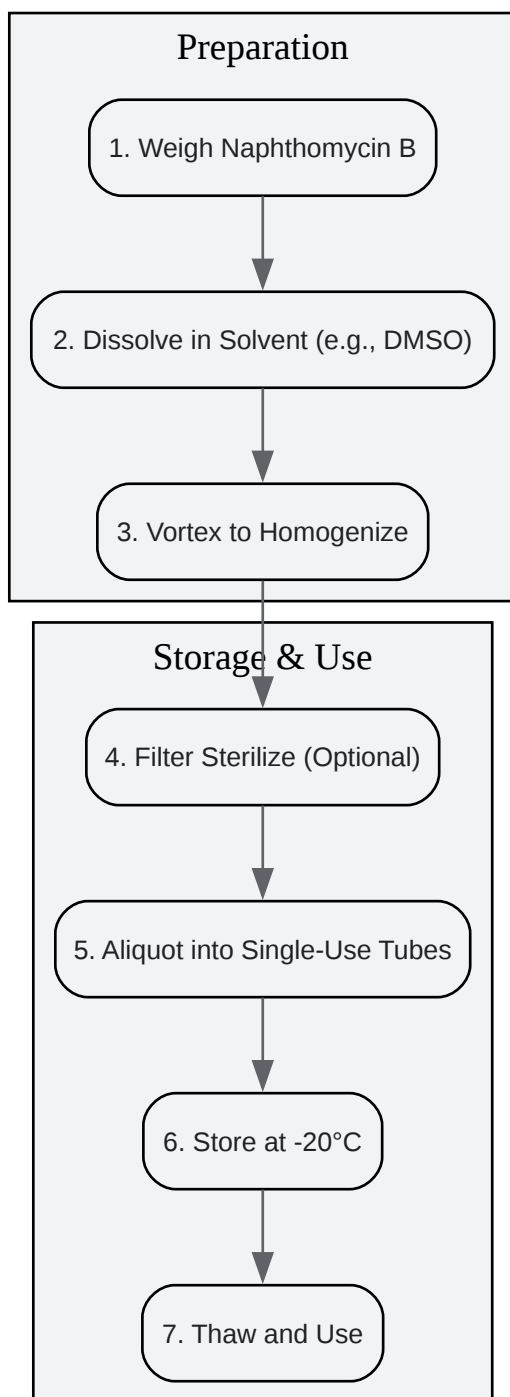 Preparation
1. Weigh Naphthomycin B
2. Dissolve in Solvent (e.g., DMSO)
3. Vortex to Homogenize
Storage & Use
4. Filter Sterilize (Optional)
5. Aliquot into Single-Use Tubes
6. Store at -20°C
7. Thaw and Use